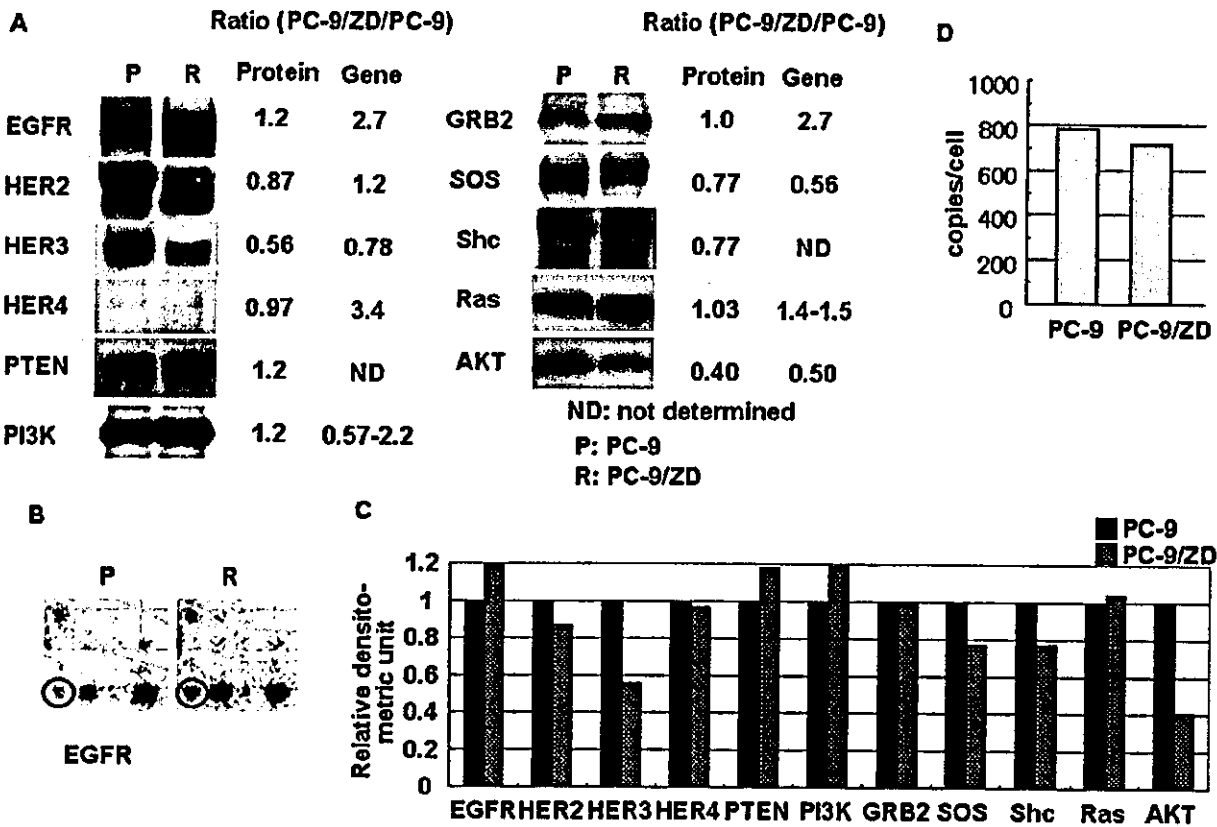 A
Ratio (PC-9/ZD/PC-9)
P R Protein Gene
EGFR 1.2 2.7
HER2 0.87 1.2
HER3 0.56 0.78
HER4 0.97 3.4
PTEN 1.2 ND
PI3K 1.2 0.57-2.2
Ratio (PC-9/ZD/PC-9)
P R Protein Gene
GRB2 1.0 2.7
SOS 0.77 0.56
Shc 0.77 ND
Ras 1.03 1.4-1.5
AKT 0.40 0.50
ND: not determined
P: PC-9
R: PC-9/ZD
D
copies/cell
1000
800
600
400
200
0
PC-9 PC-9/ZD
B
P R
EGFR
C
PC-9
PC-9/ZD
Relative densito-
metric unit
1.2
1
0.8
0.6
0.4
0.2
0
EGFR HER2 HER3 HER4 PTEN PI3K GRB2 SOS Shc Ras AKT